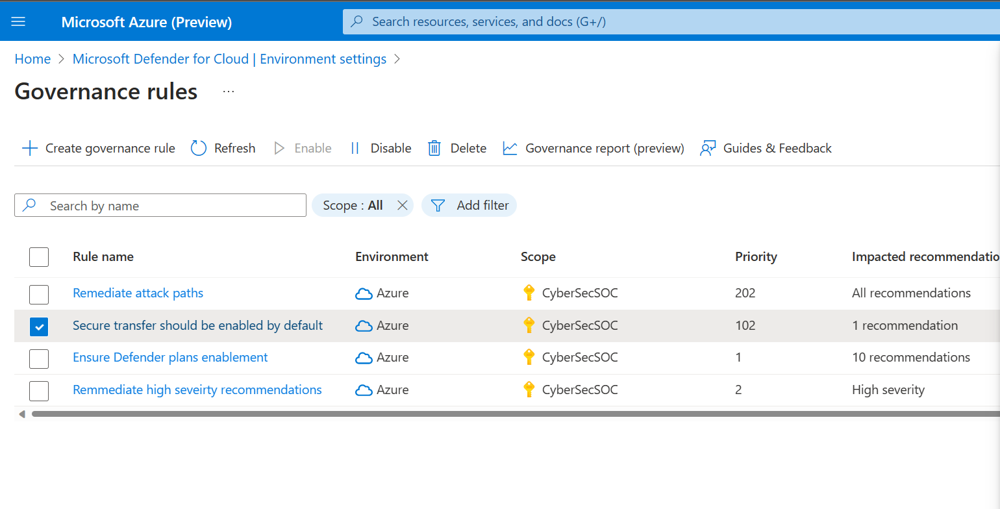 Microsoft Azure (Preview) Search resources, services, and docs (G+/)
Home > Microsoft Defender for Cloud | Environment settings >
Governance rules ...
Create governance rule Refresh Enable Disable Delete Governance report (preview) Guides & Feedback
Search by name Scope : All Add filter
Rule name Environment Scope Priority Impacted recommendatio
Remediate attack paths Azure CyberSecSOC 202 All recommendations
Secure transfer should be enabled by default Azure CyberSecSOC 102 1 recommendation
Ensure Defender plans enablement Azure CyberSecSOC 1 10 recommendations
Remmediate high seveirty recommendations Azure CyberSecSOC 2 High severity